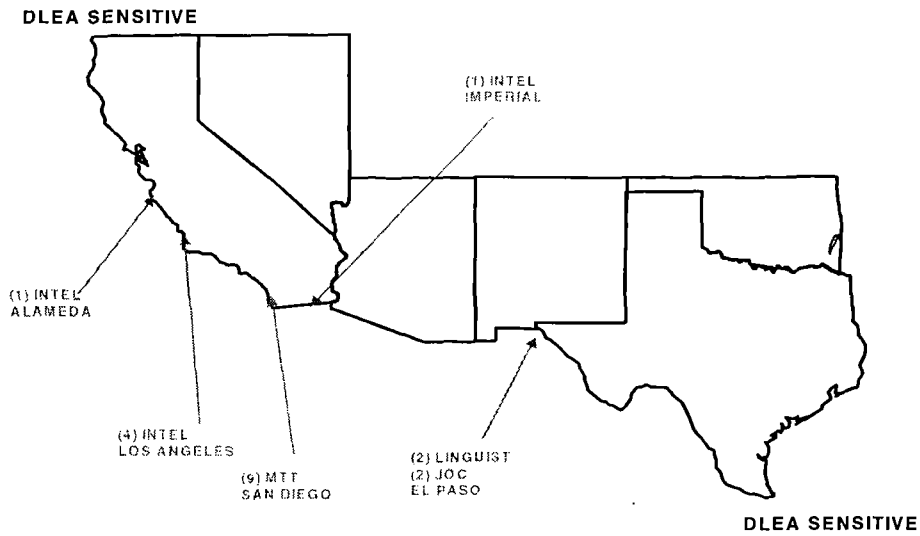 DLEA SENSITIVE
(1) INTEL
IMPERIAL
(1) INTEL
ALAMEDA
(4) INTEL
LOS ANGELES
(9) MTT
SAN DIEGO
(2) LINGUIST
(2) JOC
EL PASO
DLEA SENSITIVE